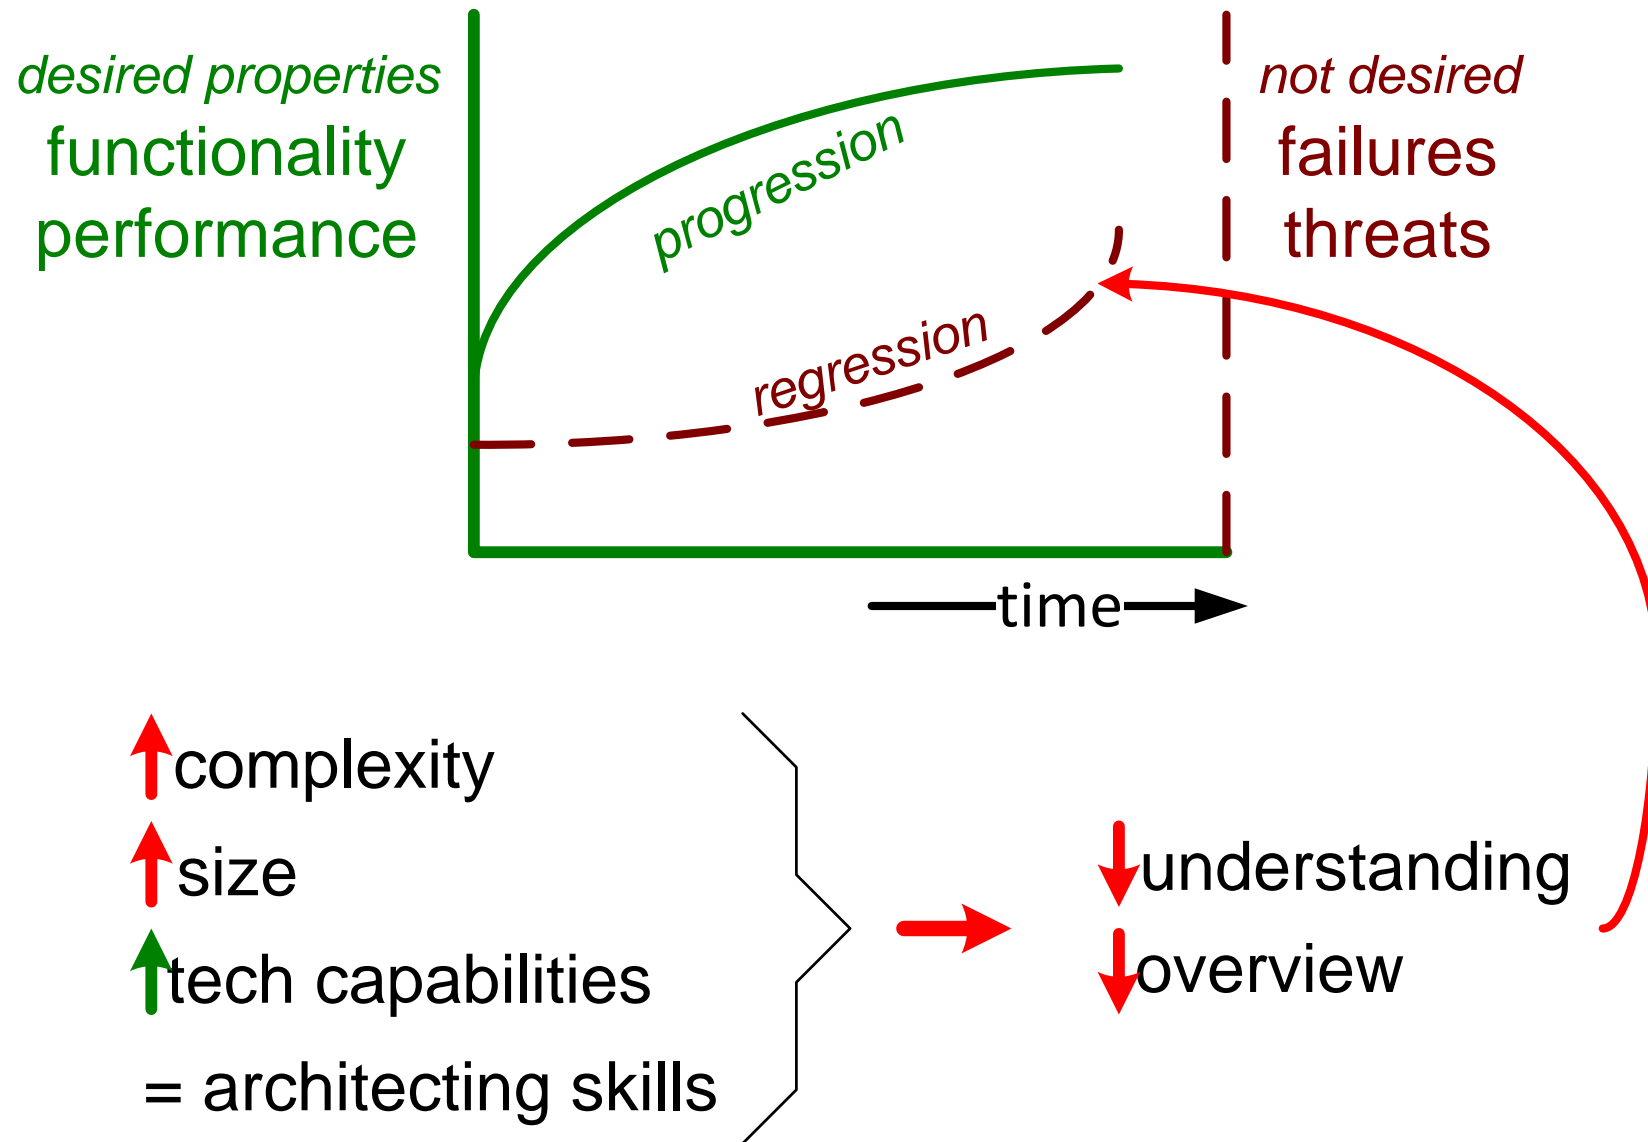 desired properties
functionality
performance
progression
regression
not desired
failures
threats
time
complexity
size
tech capabilities
= architecting skills
understanding
overview